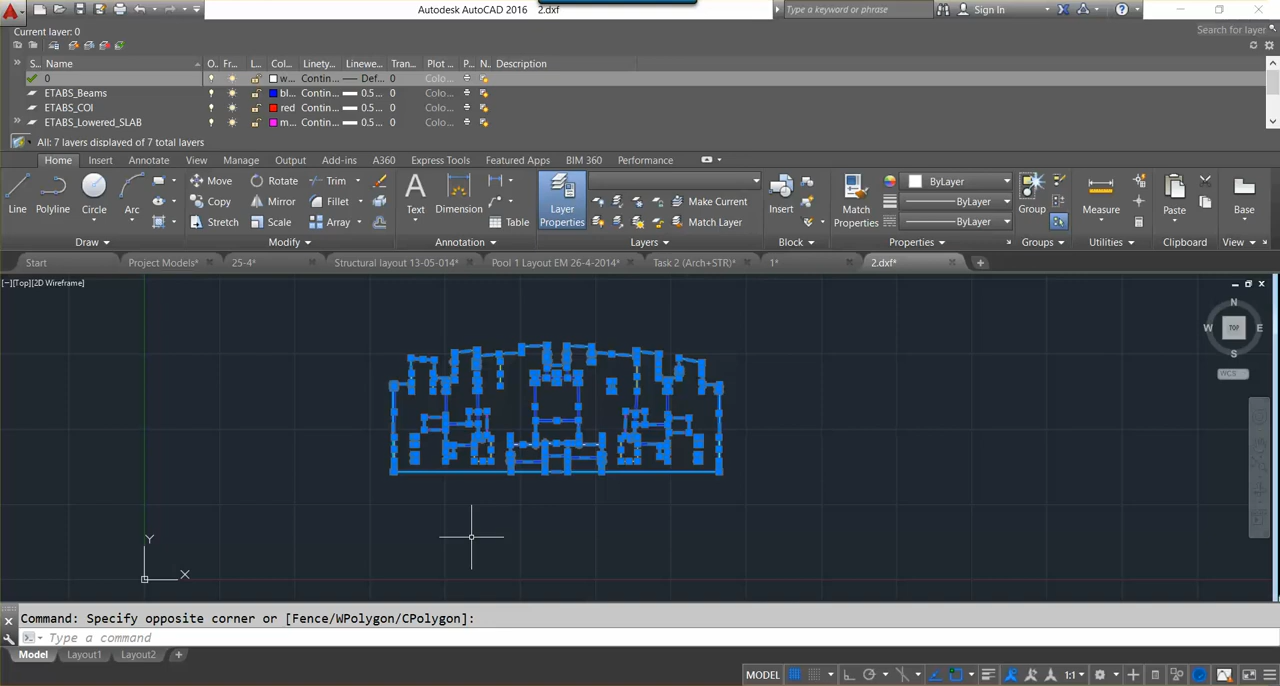 Autodesk AutoCAD 2016 2.dxf
Type a keyword or phrase
Sign In
Current layer: 0
Search for layer
S.. Name O. Fr... L... Col... Linety... Linewe... Tran... Plot ... P... N.. Description
0 w... Contin... Def... 0 Colo...
ETABS_Beams bl... Contin... 0.5... 0 Colo...
ETABS_COI red Contin... 0.5... 0 Colo...
ETABS_Lowered_SLAB m... Contin... 0.5... 0 Colo...
All: 7 layers displayed of 7 total layers
Home Insert Annotate View Manage Output Add-ins A360 Express Tools Featured Apps BIM 360 Performance
Line Polyline Circle Arc
Move Rotate Trim
Copy Mirror Fillet
Stretch Scale Array
Text Dimension Table
Layer Properties
Make Current
Match Layer
Insert
Match Properties
ByLayer
ByLayer
ByLayer
Group
Measure
Paste
Base
Draw Modify Annotation Layers Block Properties Groups Utilities Clipboard View
Start Project Models* 25-4* Structural layout 13-05-014* Pool 1 Layout EM 26-4-2014* Task 2 (Arch+STR)* 1* 2.dxf*
[−][Top][2D Wireframe]
N
W TOP E
S
WCS
Y
X
Command: Specify opposite corner or [Fence/WPolygon/CPolygon]:
Type a command
Model Layout1 Layout2 +
MODEL 1:1